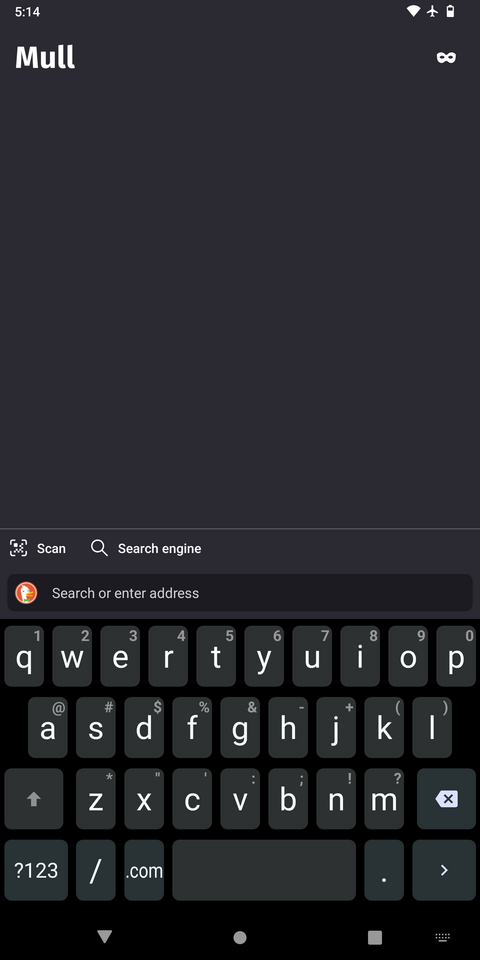 5:14
Mull
Scan Search engine
Search or enter address
1 2 3 4 5 6 7 8 9 0
q w e r t y u i o p
@ # $ % & - + ( )
a s d f g h j k l
* " ' : ; ! ?
z x c v b n m
?123 / .com . >